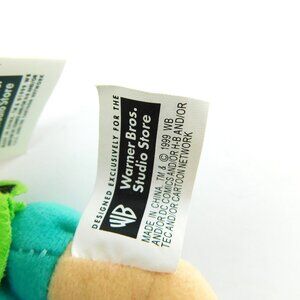 DESIGNED EXCLUSIVELY FOR THE
WB
Warner Bros.
Studio Store
MADE IN CHINA. TM & © 1999 WB
AND/OR DC COMICS AND/OR H-B AND/OR
TEC AND/OR CARTOON NETWORK